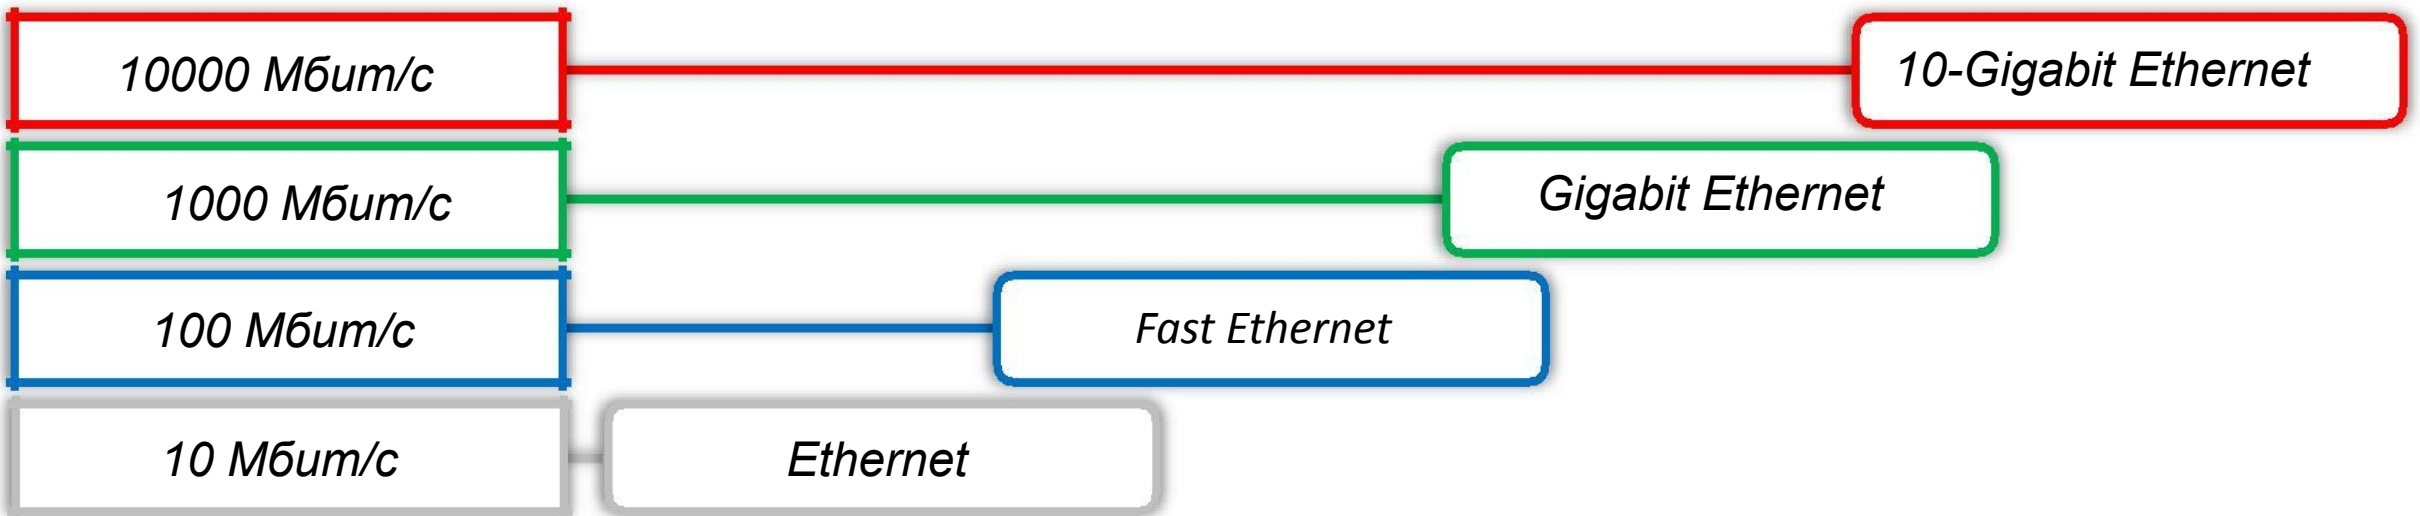 10000 Мбит/с
10-Gigabit Ethernet
1000 Мбит/с
Gigabit Ethernet
100 Мбит/с
Fast Ethernet
10 Мбит/с
Ethernet